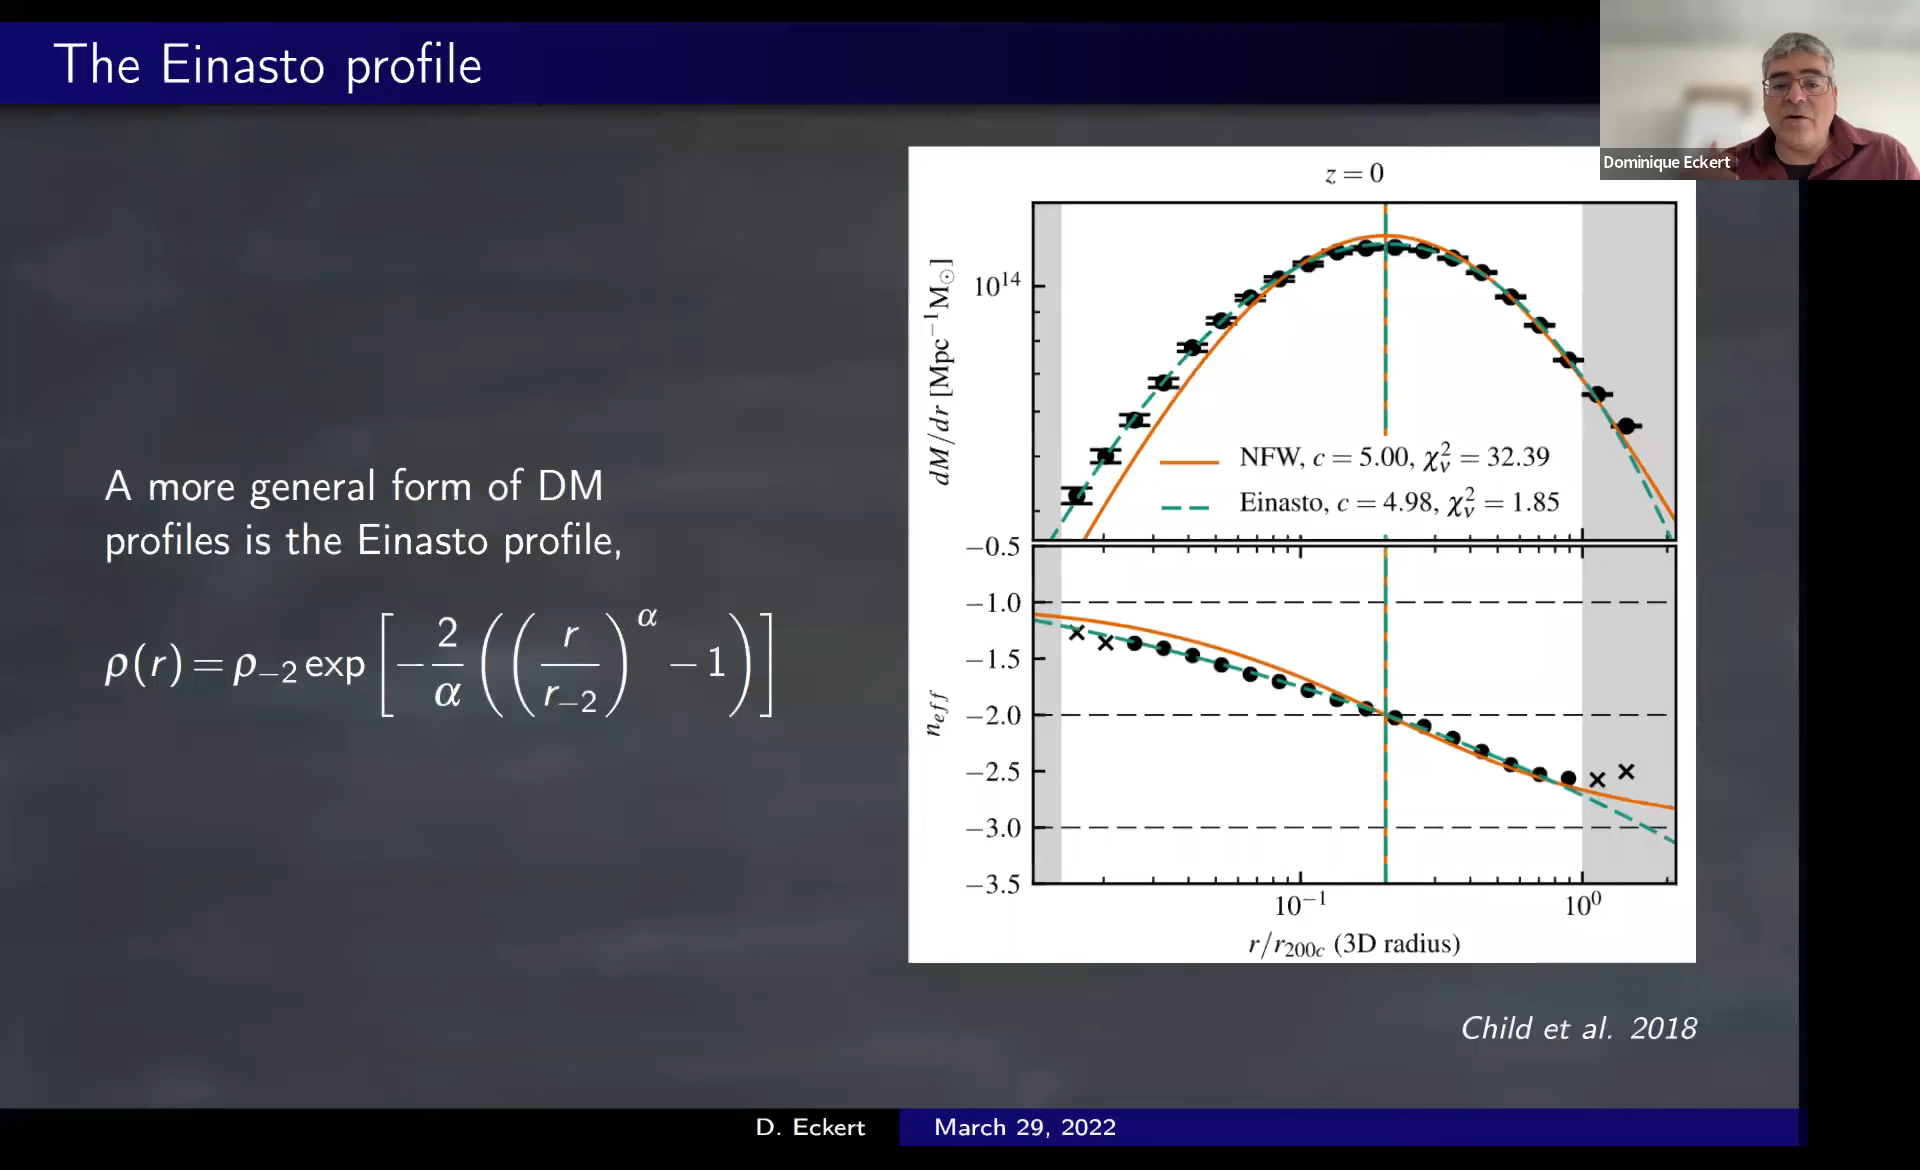 The Einasto profile
Dominique Eckert
A more general form of DM
profiles is the Einasto profile,
ρ(r) = ρ₋₂ exp [ −2/α ( ( r/r₋₂ )^α − 1 ) ]
z = 0
dM/dr [Mpc⁻¹M⊙]
10¹⁴
NFW, c = 5.00, χ²ᵥ = 32.39
Einasto, c = 4.98, χ²ᵥ = 1.85
n_eff
−0.5
−1.0
−1.5
−2.0
−2.5
−3.0
−3.5
10⁻¹ 10⁰
r/r₂₀₀c (3D radius)
Child et al. 2018
D. Eckert March 29, 2022